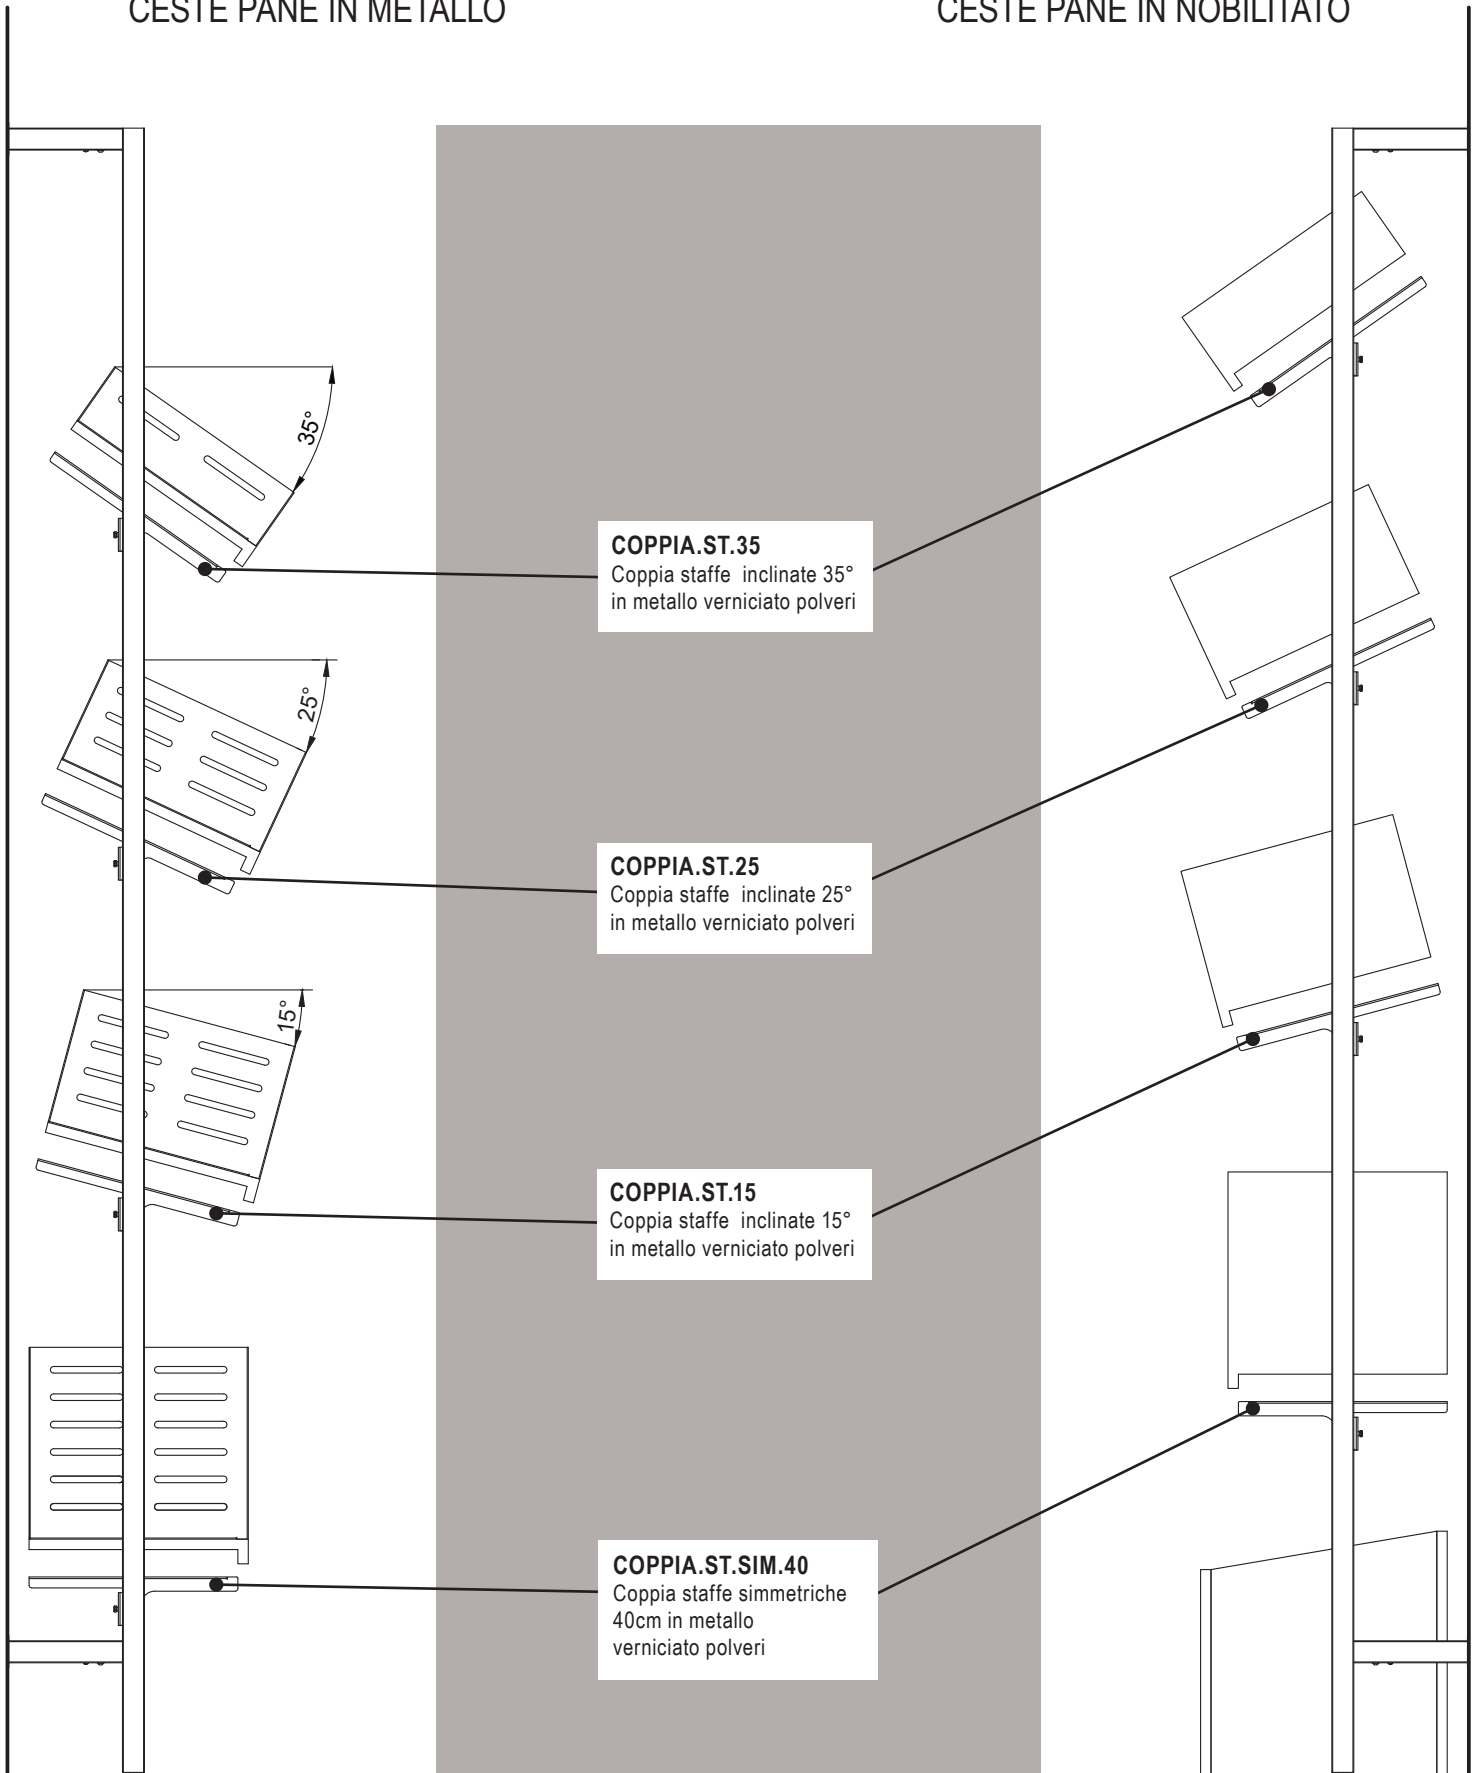 CESTE PANE IN METALLO
CESTE PANE IN NOBILITATO
35°
COPPIA.ST.35
Coppia staffe inclinate 35°
in metallo verniciato polveri
25°
COPPIA.ST.25
Coppia staffe inclinate 25°
in metallo verniciato polveri
15°
COPPIA.ST.15
Coppia staffe inclinate 15°
in metallo verniciato polveri
COPPIA.ST.SIM.40
Coppia staffe simmetriche
40cm in metallo
verniciato polveri